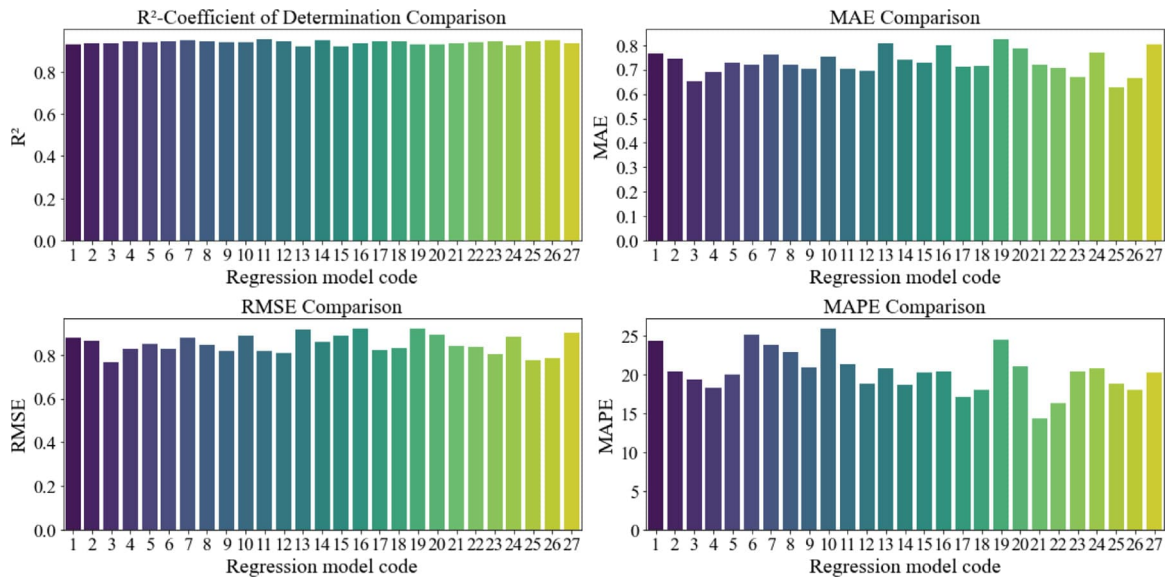 R²-Coefficient of Determination Comparison
0.8
0.6
0.4
0.2
0.0
R²
1 2 3 4 5 6 7 8 9 10 11 12 13 14 15 16 17 18 19 20 21 22 23 24 25 26 27
Regression model code
MAE Comparison
0.8
0.7
0.6
0.5
0.4
0.3
0.2
0.1
0.0
MAE
1 2 3 4 5 6 7 8 9 10 11 12 13 14 15 16 17 18 19 20 21 22 23 24 25 26 27
Regression model code
RMSE Comparison
0.8
0.6
0.4
0.2
0.0
RMSE
1 2 3 4 5 6 7 8 9 10 11 12 13 14 15 16 17 18 19 20 21 22 23 24 25 26 27
Regression model code
MAPE Comparison
25
20
15
10
5
0
MAPE
1 2 3 4 5 6 7 8 9 10 11 12 13 14 15 16 17 18 19 20 21 22 23 24 25 26 27
Regression model code